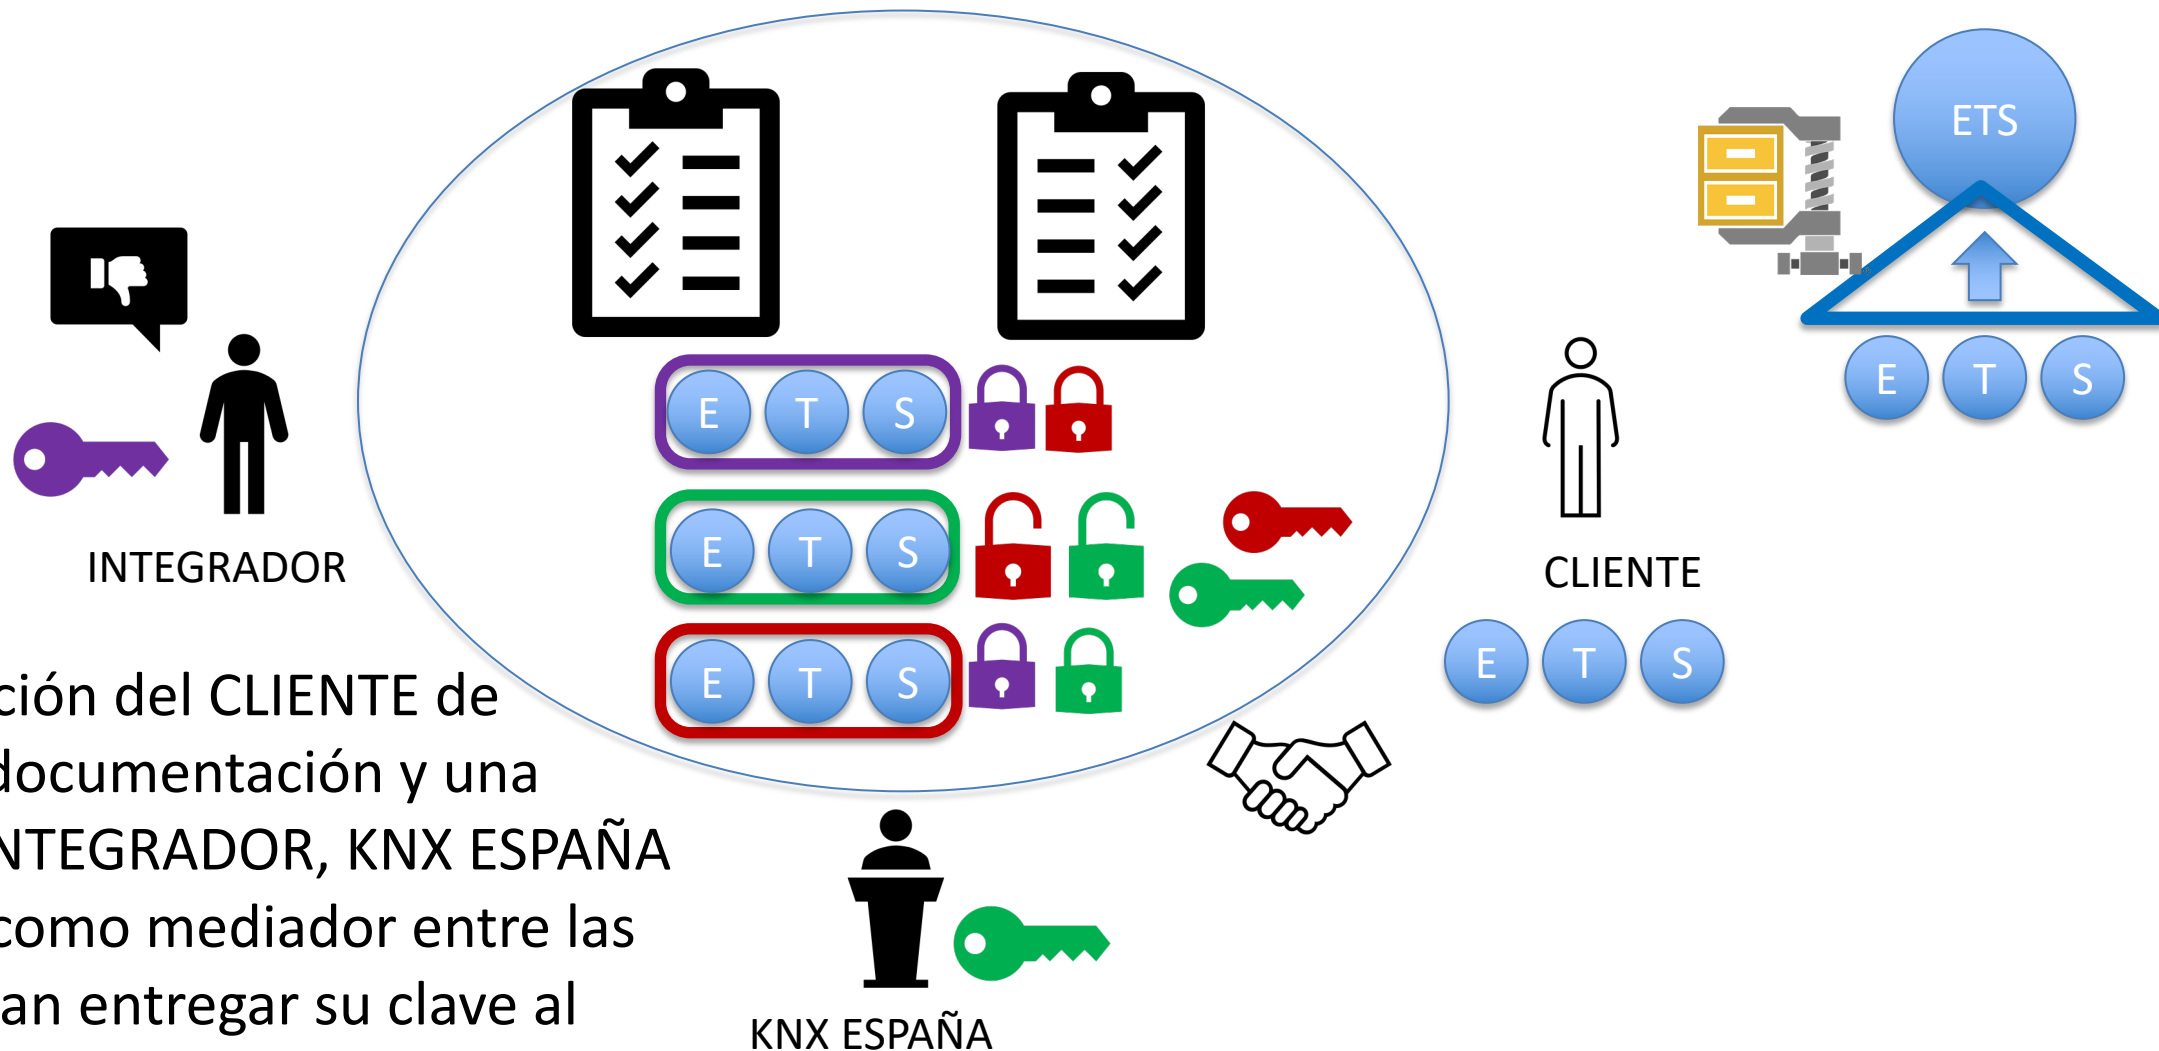 ETS
E T S
E T S
INTEGRADOR
E T S
CLIENTE
E T S
E T S
ción del CLIENTE de
documentación y una
NTEGRADOR, KNX ESPAÑA
como mediador entre las
an entregar su clave al
KNX ESPAÑA